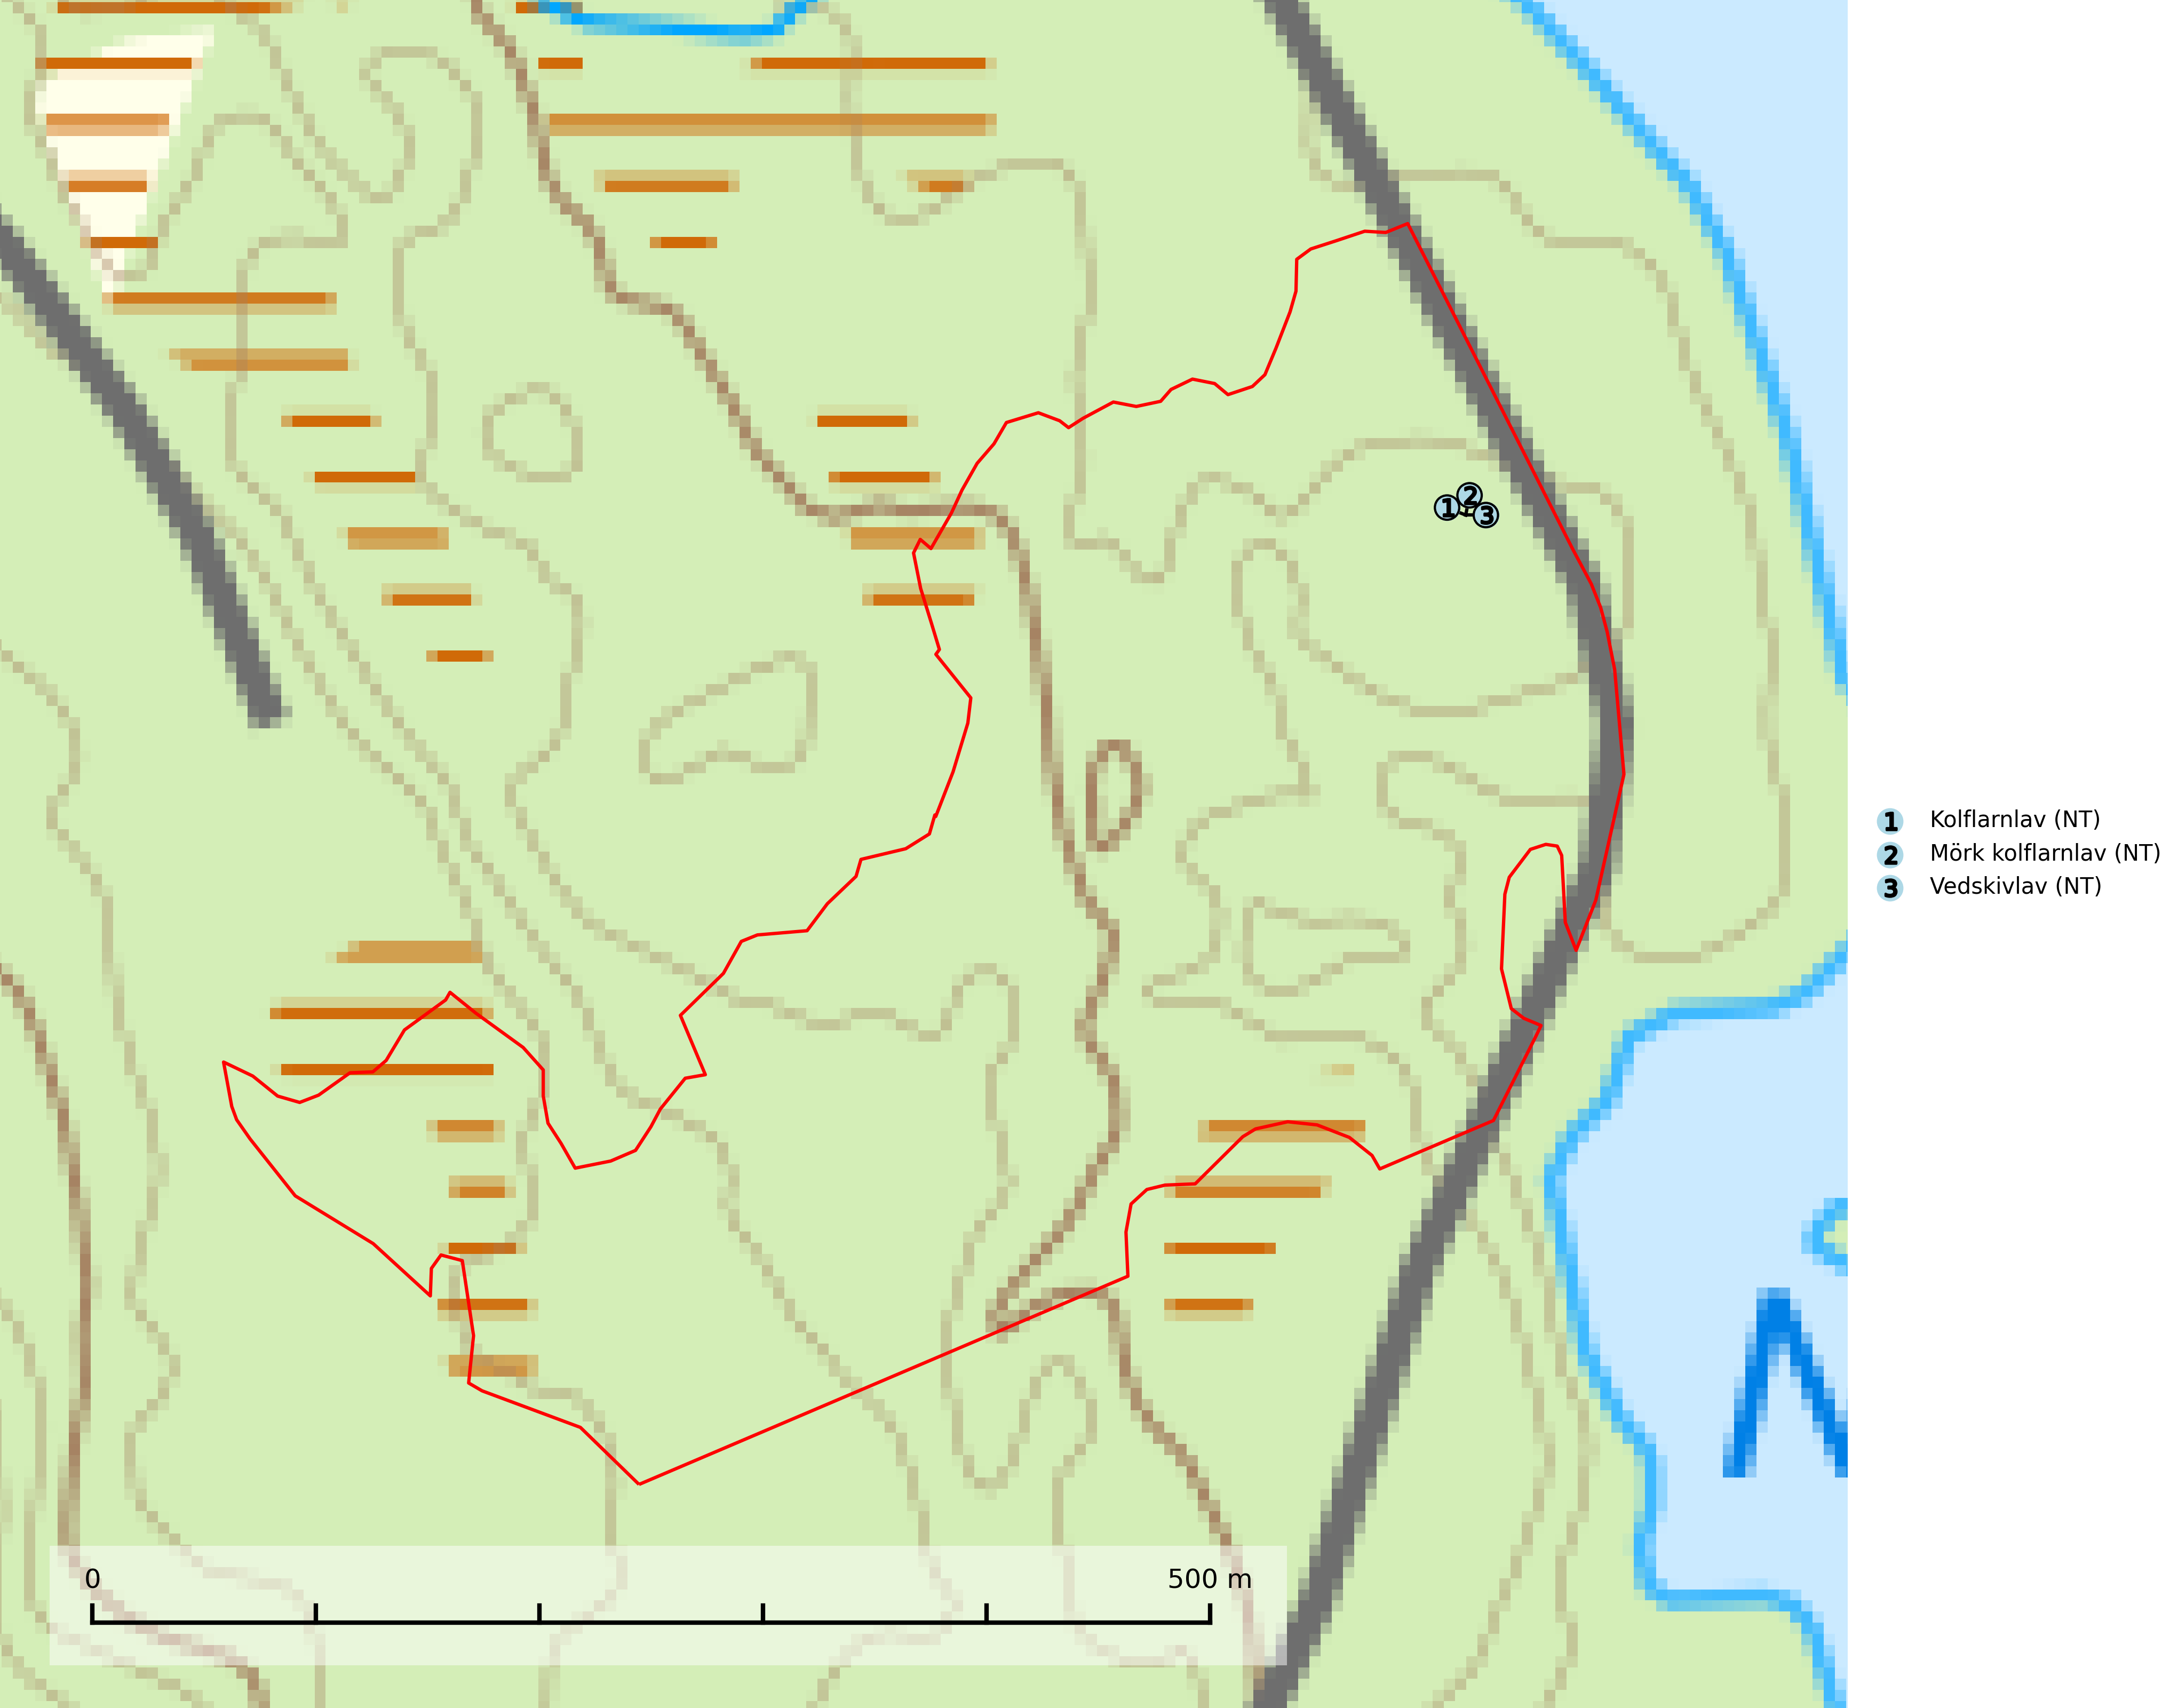 1 2 3
1 Kolflarnlav (NT)
2 Mörk kolflarnlav (NT)
3 Vedskivlav (NT)
0 500 m